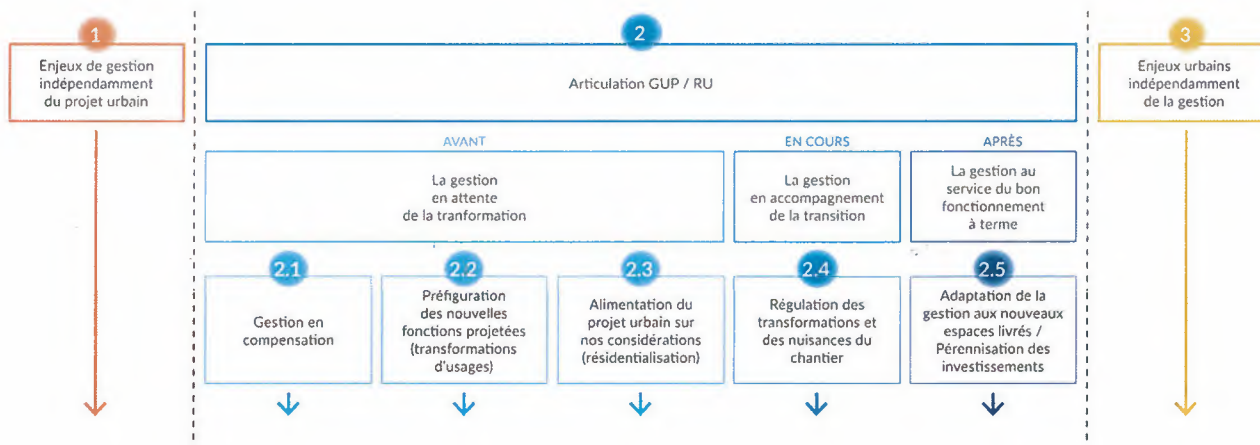 1
Enjeux de gestion
indépendamment
du projet urbain
2
Articulation GUP / RU
3
Enjeux urbains
indépendamment
de la gestion
AVANT
La gestion
en attente
de la tranformation
EN COURS
La gestion
en accompagnement
de la transition
APRÈS
La gestion au
service du bon
fonctionnement
à terme
2.1
Gestion en
compensation
2.2
Préfiguration
des nouvelles
fonctions projetées
(transformations
d'usages)
2.3
Alimentation du
projet urbain sur
nos considérations
(résidentialisation)
2.4
Régulation des
transformations et
des nuisances du
chantier
2.5
Adaptation de la
gestion aux nouveaux
espaces livrés /
Pérennisation des
investissements